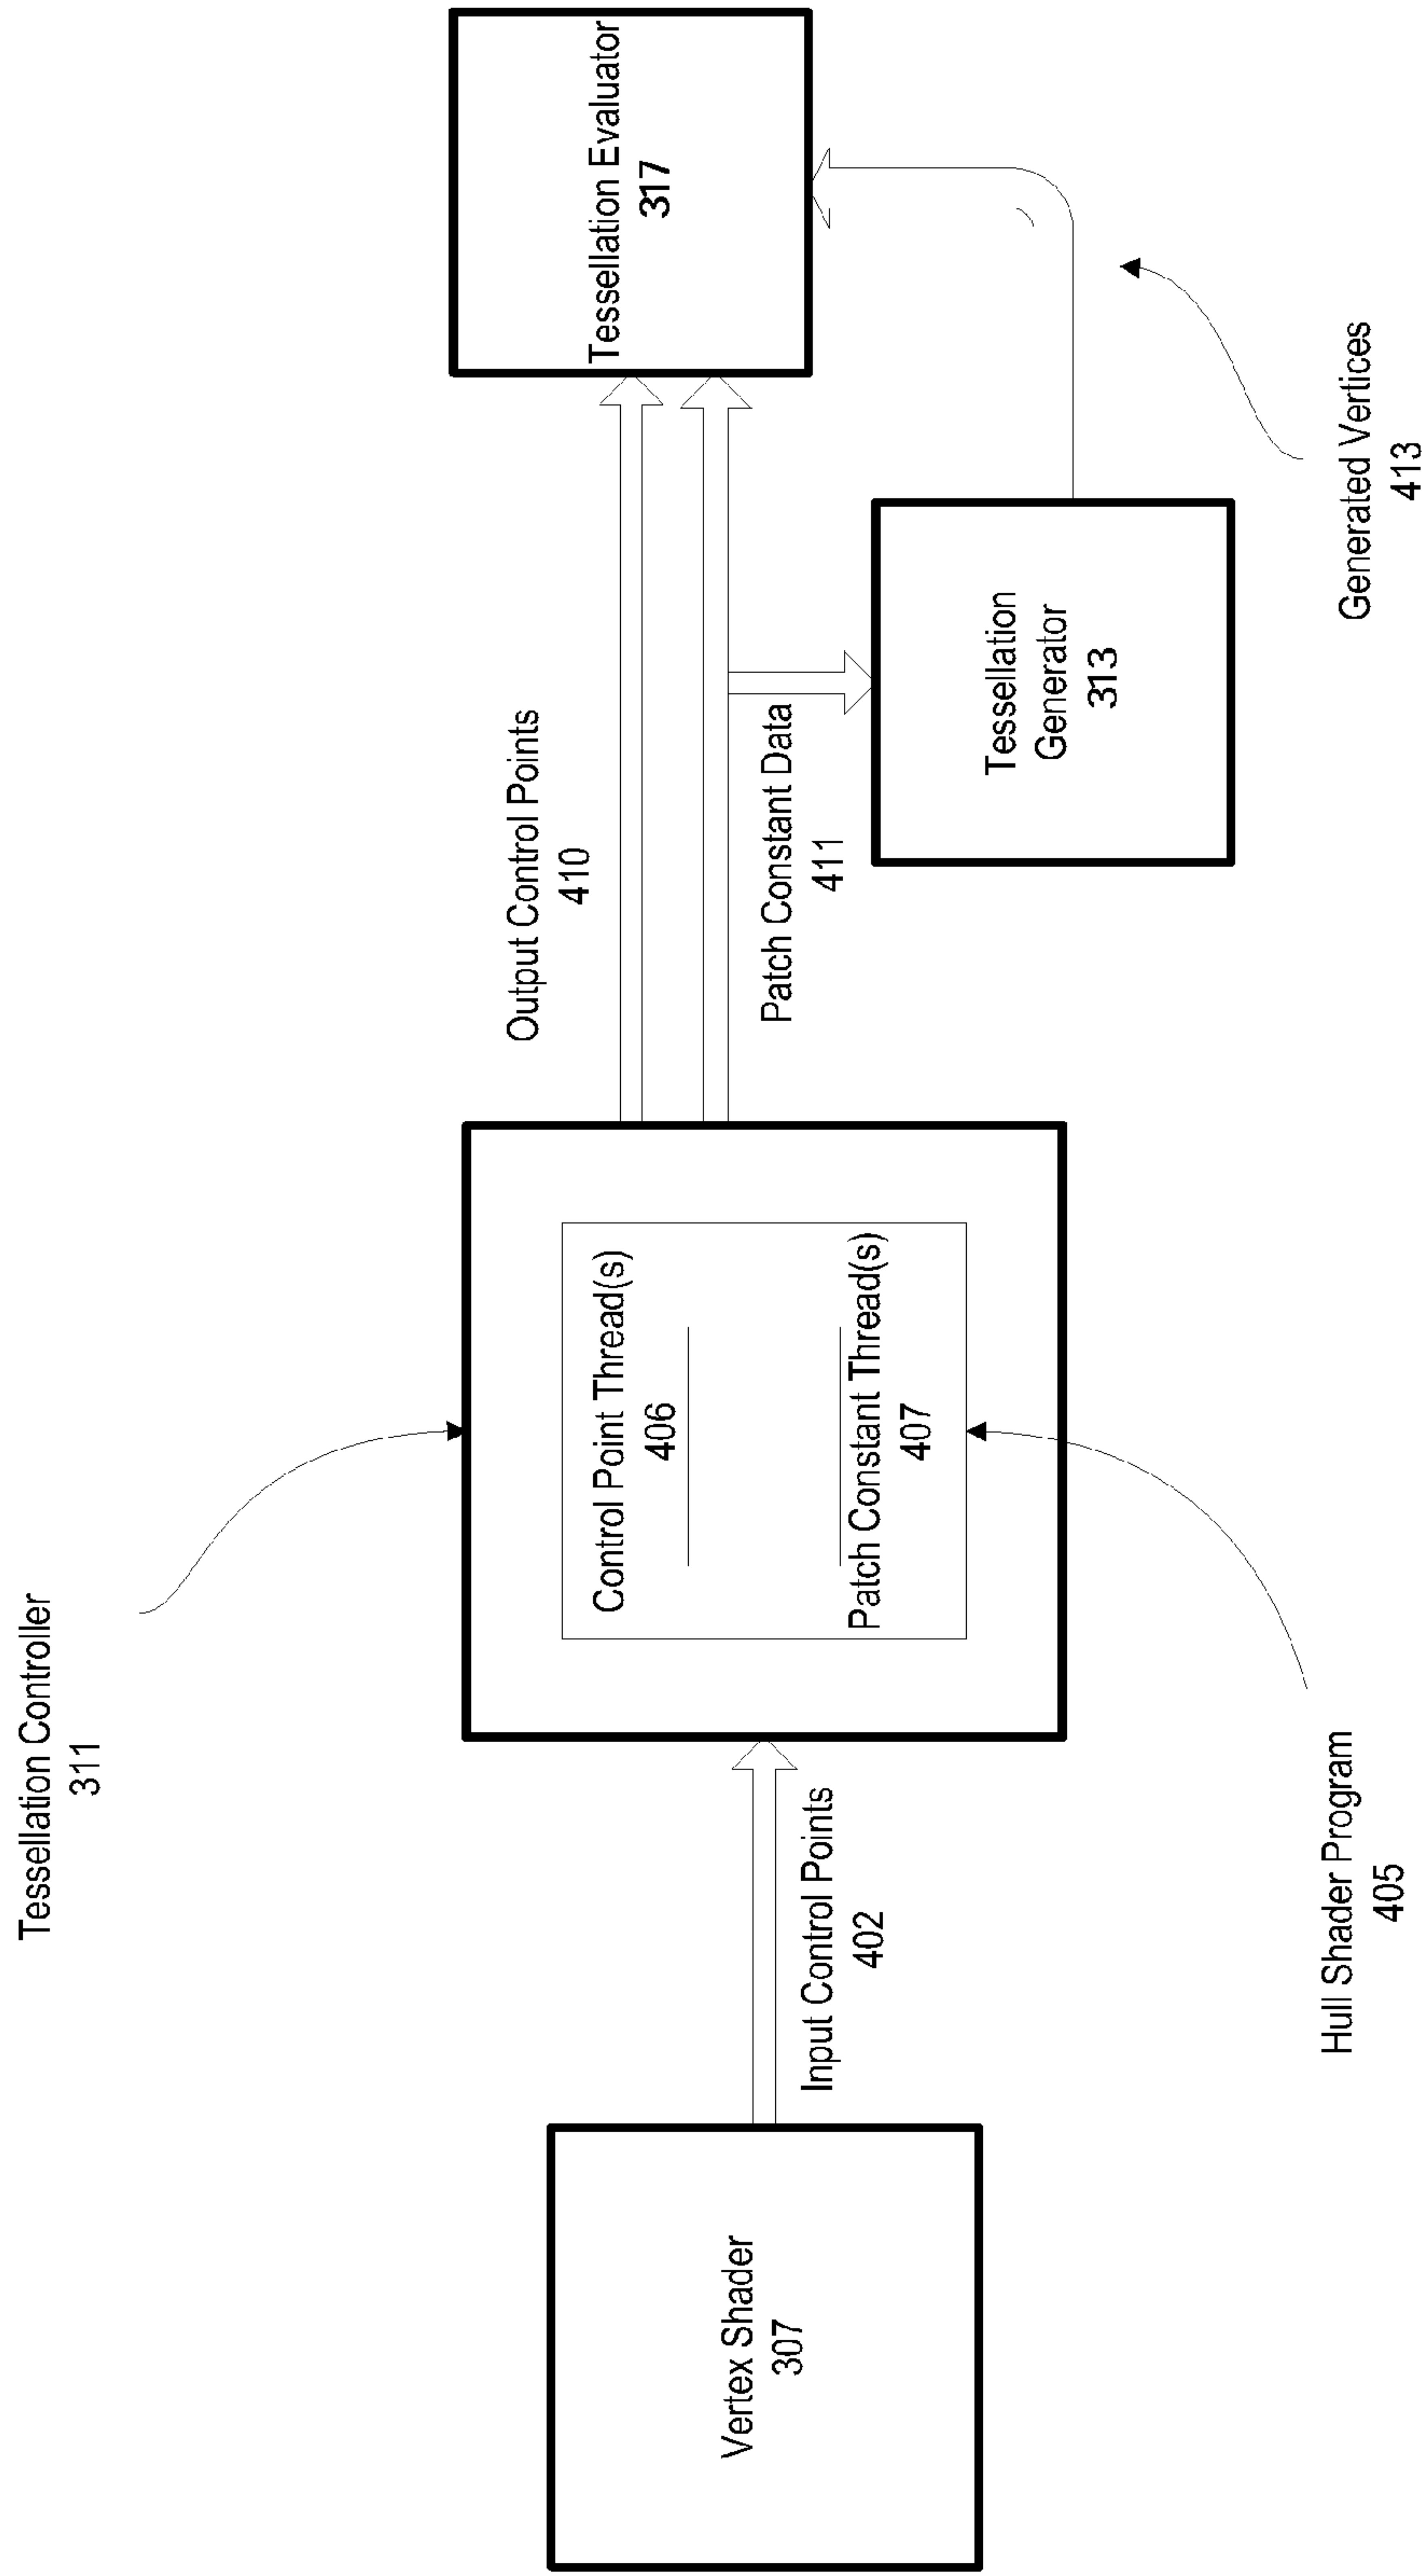 Tessellation Controller
311
Vertex Shader
307
Input Control Points
402
Control Point Thread(s)
406
Patch Constant Thread(s)
407
Hull Shader Program
405
Output Control Points
410
Patch Constant Data
411
Tessellation Evaluator
317
Tessellation
Generator
313
Generated Vertices
413